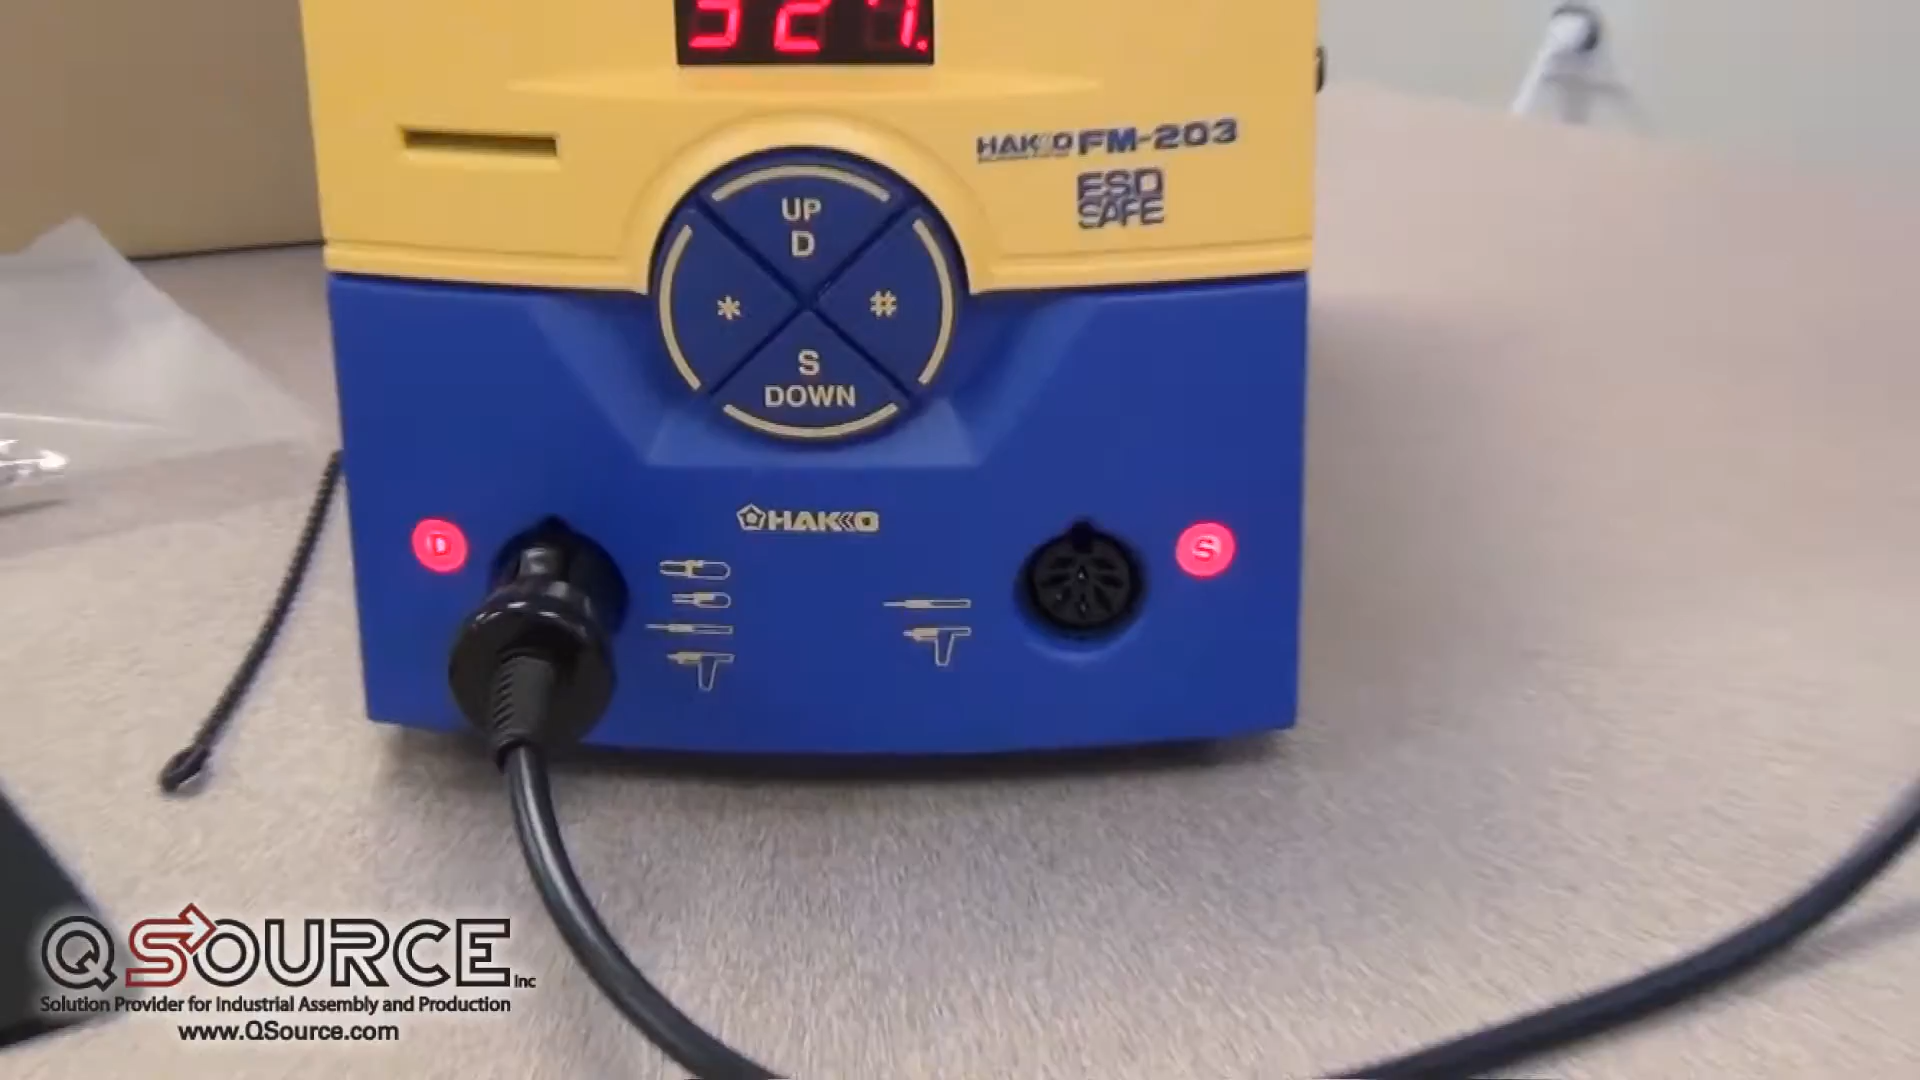 HAKKO FM-203
ESD
SAFE
UP
D
*
#
S
DOWN
HAKKO
D
S
QSOURCE Inc
Solution Provider for Industrial Assembly and Production
www.QSource.com